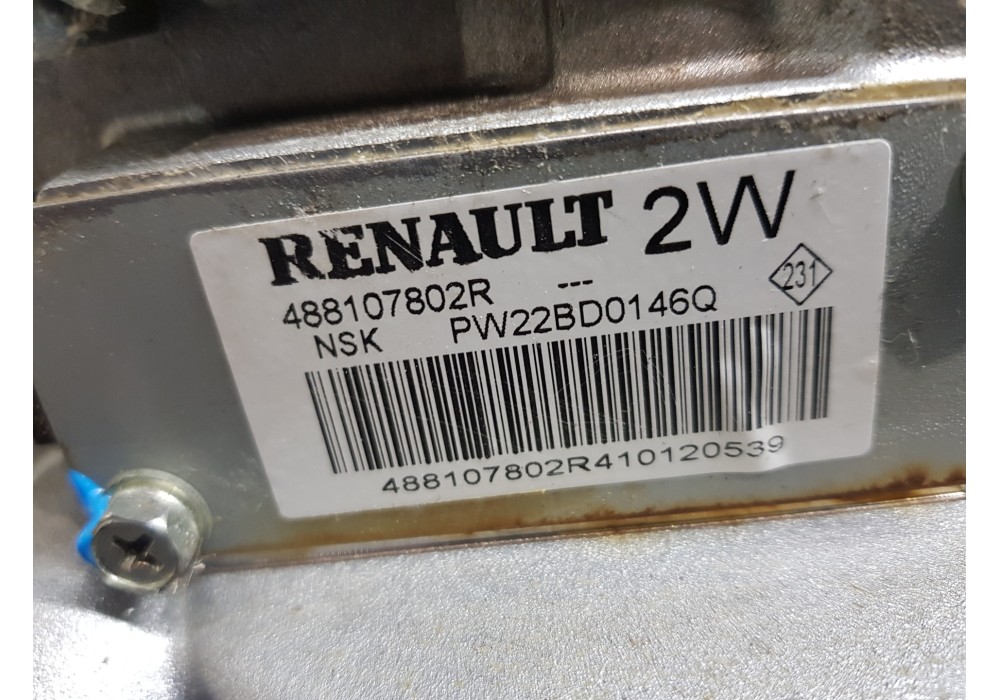 RENAULT 2W
488107802R --- 231
NSK PW22BD0146Q
488107802R410120539